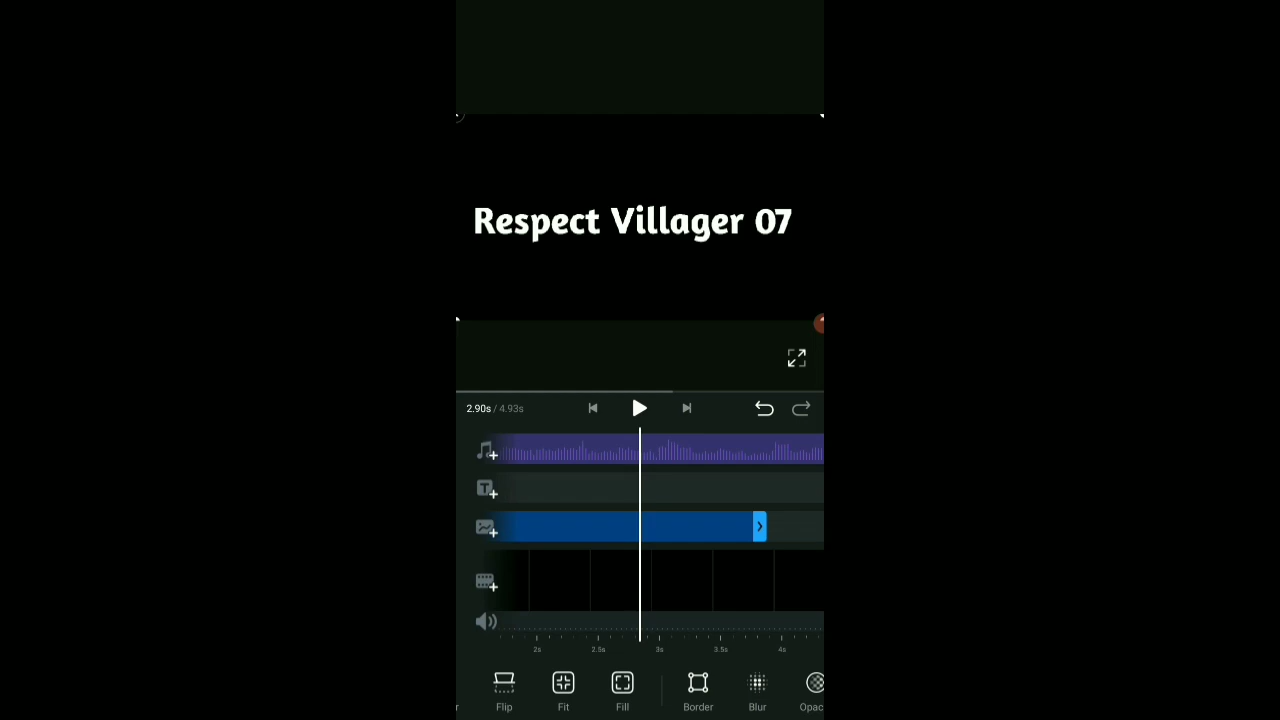 Respect Villager 07
2.90s / 4.93s
T
2s 2.5s 3s 3.5s 4s
r Flip Fit Fill Border Blur Opac